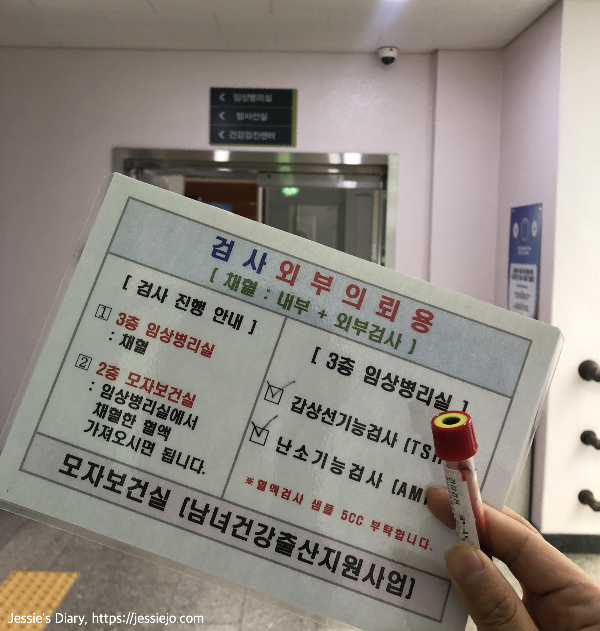 < 임상병리실
< 방사선실
< 건강검진센터
검사외부의뢰용
[ 채혈 : 내부 + 외부검사 ]
[ 검사 진행 안내 ]
1 3층 임상병리실
: 채혈
2 2층 모자보건실
: 임상병리실에서
채혈한 혈액
가져오시면 됩니다.
[ 3층 임상병리실 ]
☑ 갑상선기능검사 (TS
☑ 난소기능검사 (AM
※혈액검사 샘플 5CC 부탁합니다.
모자보건실 [남녀건강출산지원사업]
Jessie's Diary, https://jessiejo.com